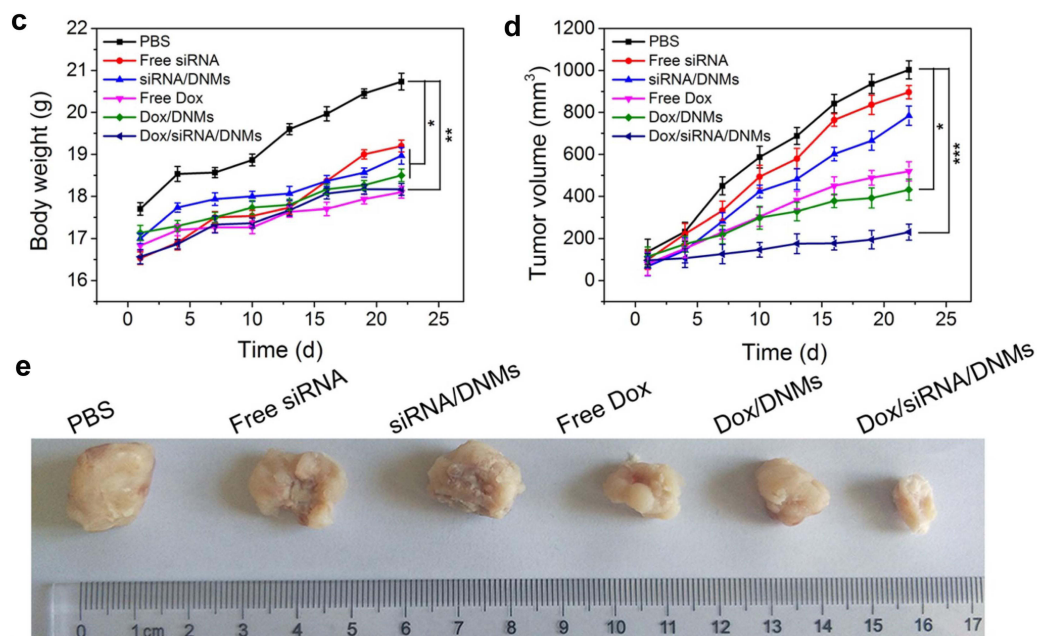 c
22
21
20
19
18
17
16
Body weight (g)
PBS
Free siRNA
siRNA/DNMs
Free Dox
Dox/DNMs
Dox/siRNA/DNMs
*
**
0 5 10 15 20 25
Time (d)
d
1200
1000
800
600
400
200
0
Tumor volume (mm³)
PBS
Free siRNA
siRNA/DNMs
Free Dox
Dox/DNMs
Dox/siRNA/DNMs
*
***
0 5 10 15 20 25
Time (d)
e
PBS Free siRNA siRNA/DNMs Free Dox Dox/DNMs Dox/siRNA/DNMs
0 1cm 2 3 4 5 6 7 8 9 10 11 12 13 14 15 16 17